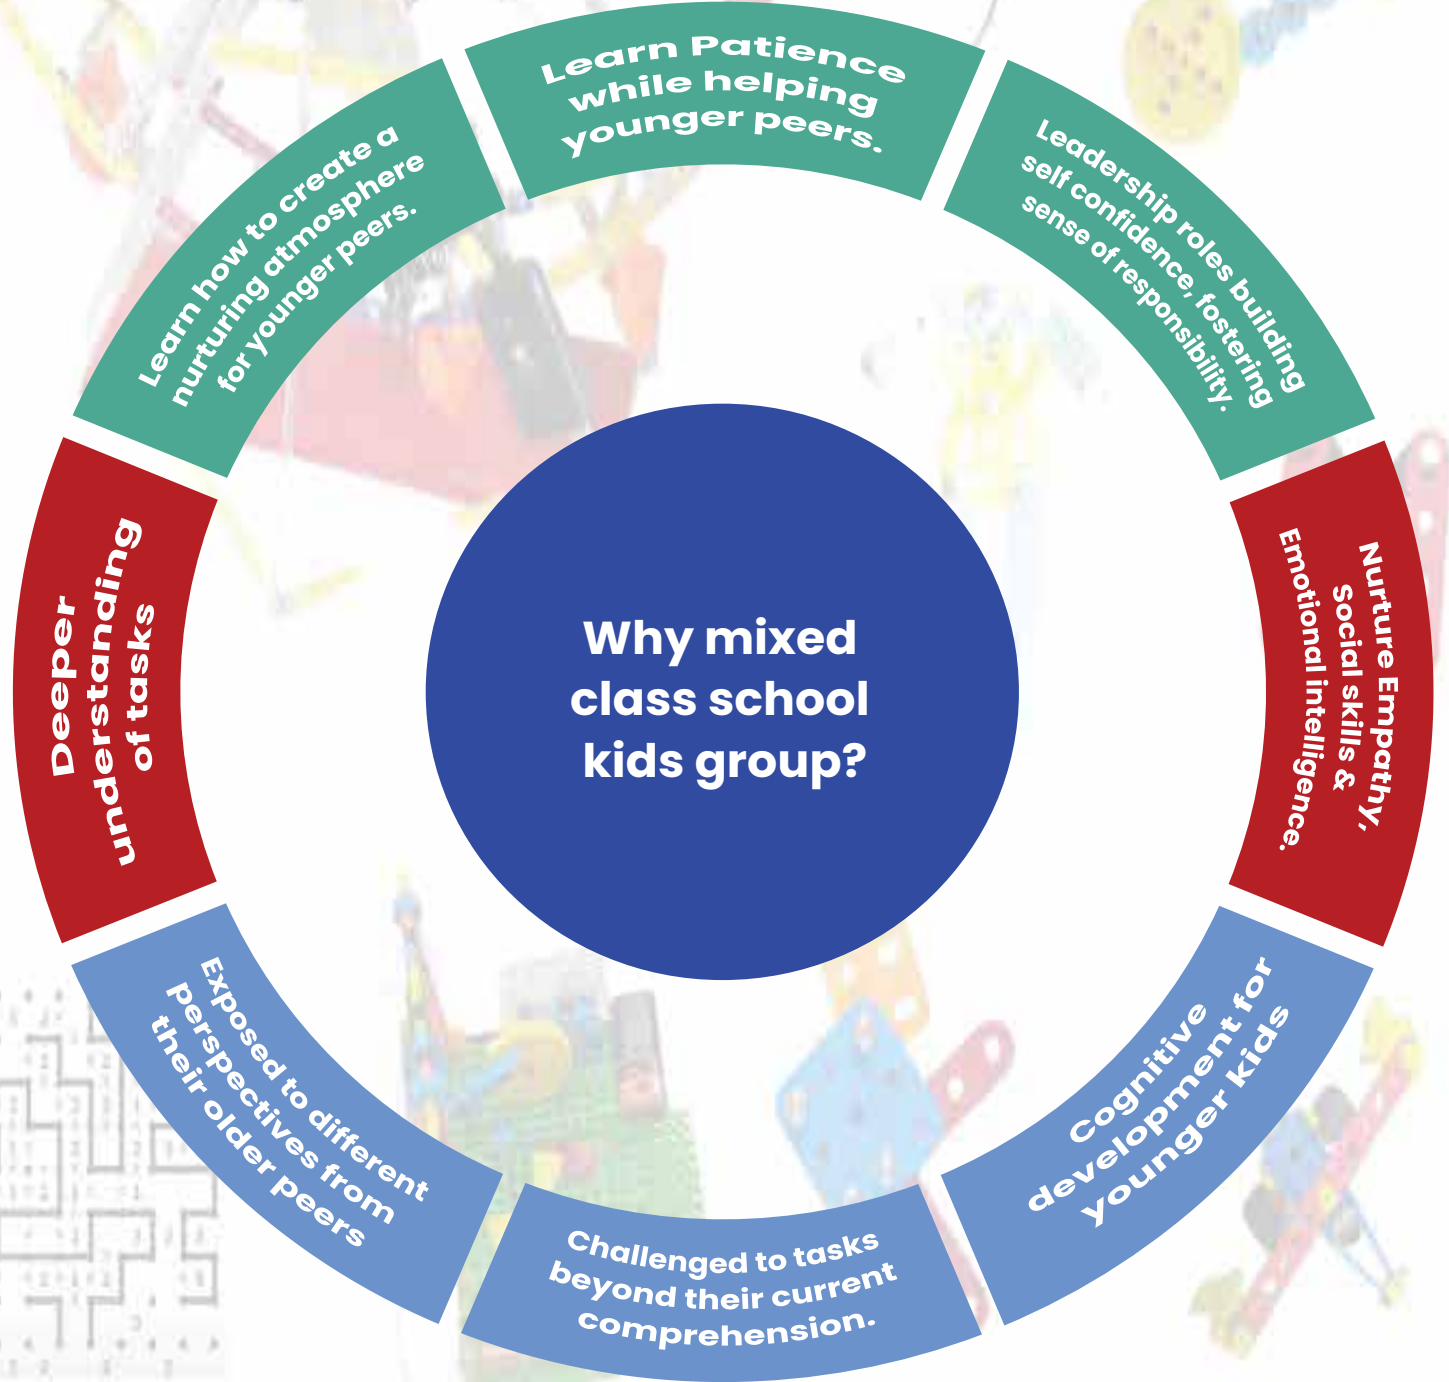 Learn Patience
while helping
younger peers.
Leadership roles building
self confidence, fostering
sense of responsibility.
Nurture Empathy,
Social skills &
Emotional intelligence.
Cognitive
development for
younger kids
Challenged to tasks
beyond their current
comprehension.
Exposed to different
perspectives from
their older peers
Deeper
understanding
of tasks
Learn how to create a
nurturing atmosphere
for younger peers.
Why mixed
class school
kids group?